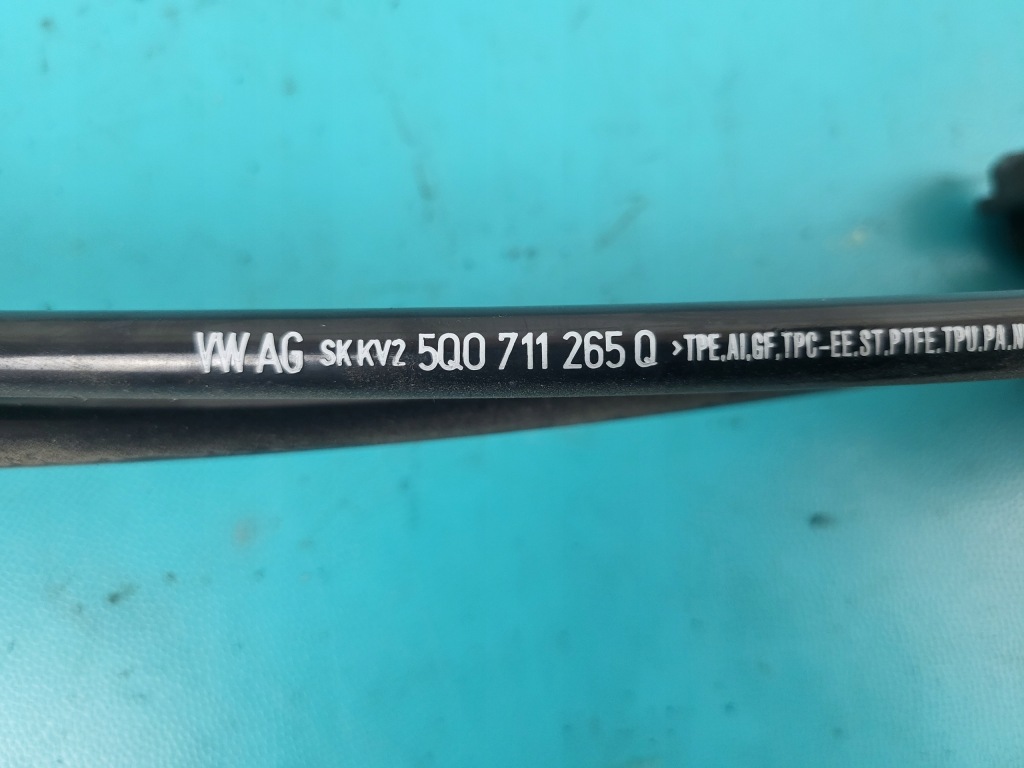 VW AG SK KV2 5Q0 711 265 Q >TPE,AI,GF,TPC-EE,ST,PTFE,TPU,PA,